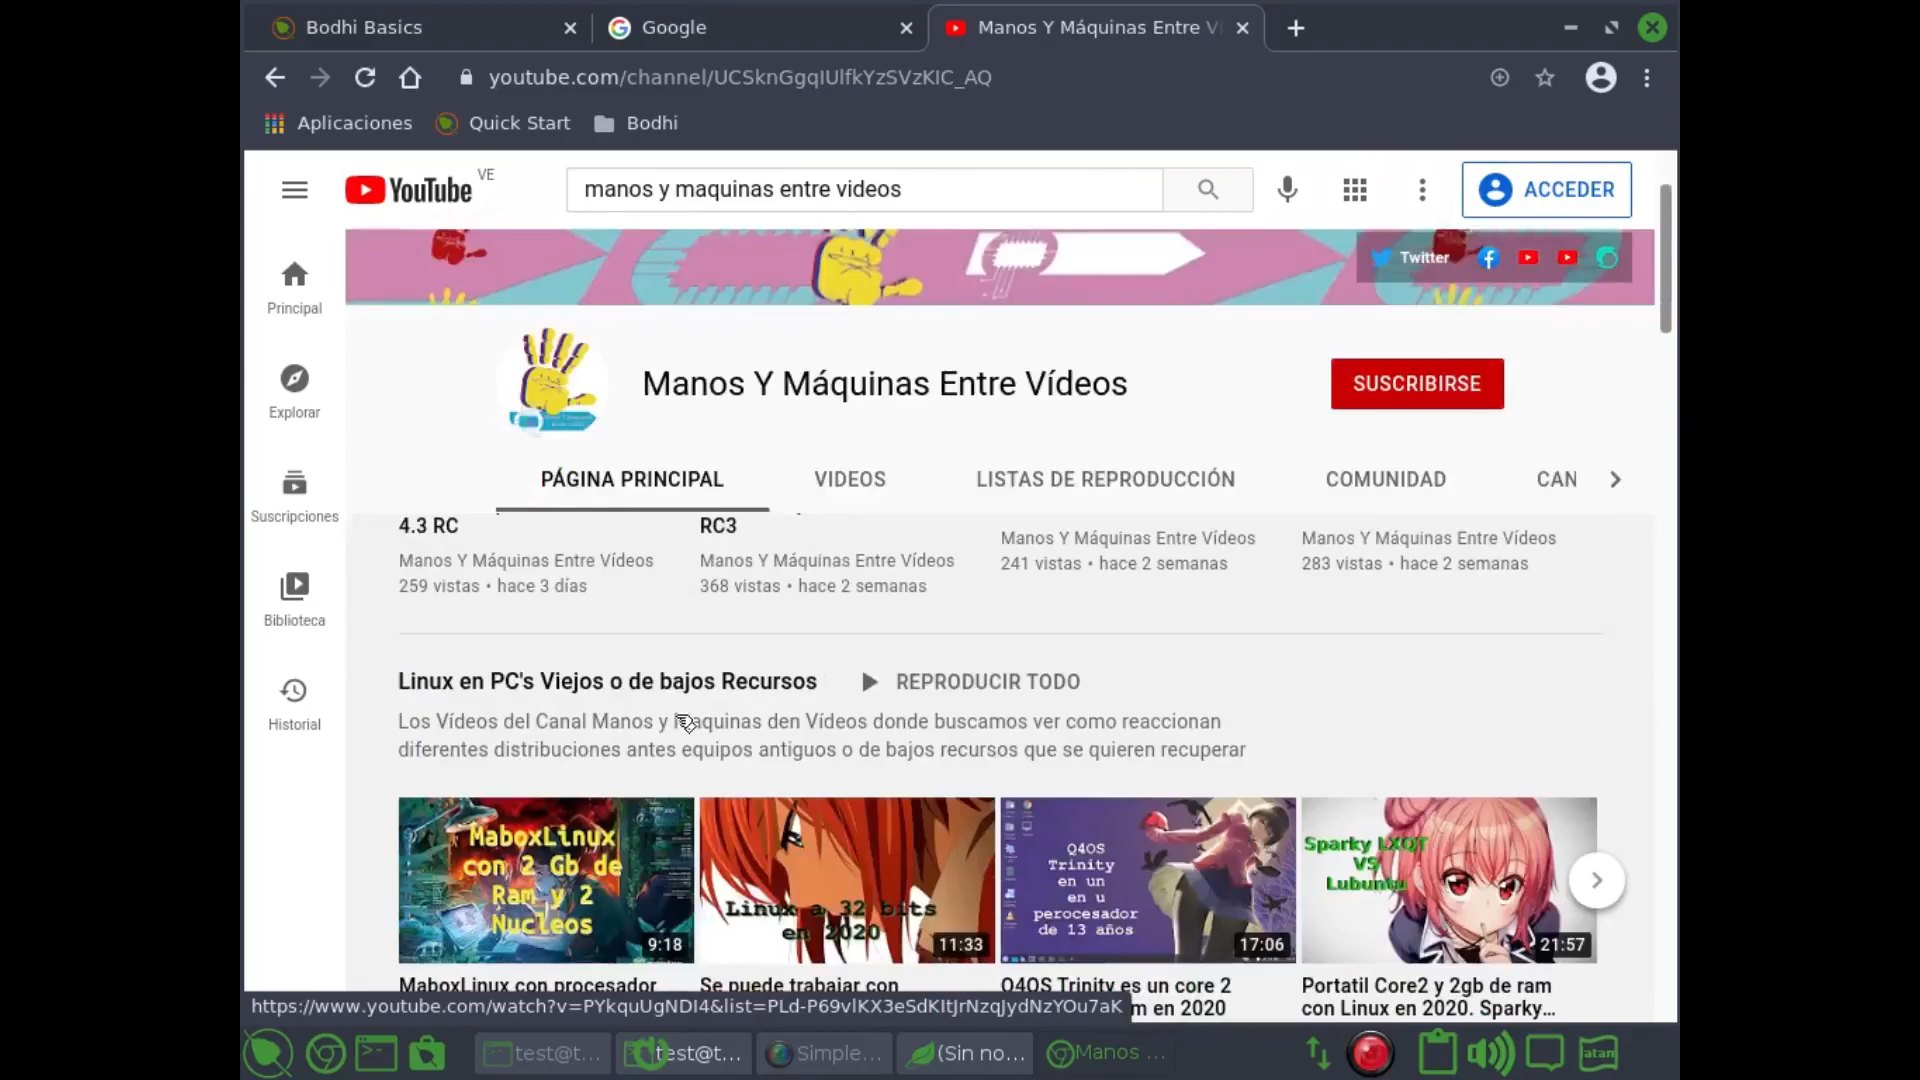 Bodhi Basics
Google
Manos Y Máquinas Entre V
youtube.com/channel/UCSknGgqIUlfkYzSVzKIC_AQ
Aplicaciones
Quick Start
Bodhi
YouTube VE
manos y maquinas entre videos
ACCEDER
Twitter
Principal
Explorar
Suscripciones
Biblioteca
Historial
Manos Y Máquinas Entre Vídeos
SUSCRIBIRSE
PÁGINA PRINCIPAL
VIDEOS
LISTAS DE REPRODUCCIÓN
COMUNIDAD
CAN
4.3 RC
Manos Y Máquinas Entre Vídeos
259 vistas • hace 3 días
RC3
Manos Y Máquinas Entre Vídeos
368 vistas • hace 2 semanas
Manos Y Máquinas Entre Vídeos
241 vistas • hace 2 semanas
Manos Y Máquinas Entre Vídeos
283 vistas • hace 2 semanas
Linux en PC's Viejos o de bajos Recursos
REPRODUCIR TODO
Los Vídeos del Canal Manos y Maquinas den Vídeos donde buscamos ver como reaccionan
diferentes distribuciones antes equipos antiguos o de bajos recursos que se quieren recuperar
MaboxLinux
con 2 Gb de
Ram y 2
Nucleos
9:18
Linux a 32 bits
en 2020
11:33
Q4OS
Trinity
en un
en u
perocesador
de 13 años
17:06
Sparky LXQT
VS
Lubuntu
21:57
MaboxLinux con procesador
Se puede trabajar con
Q4OS Trinity es un core 2
m en 2020
Portatil Core2 y 2gb de ram
con Linux en 2020. Sparky…
https://www.youtube.com/watch?v=PYkquUgNDI4&list=PLd-P69vlKX3eSdKItJrNzqJydNzYOu7aK
test@t...
test@t...
Simple...
(Sin no...
Manos ...
latam